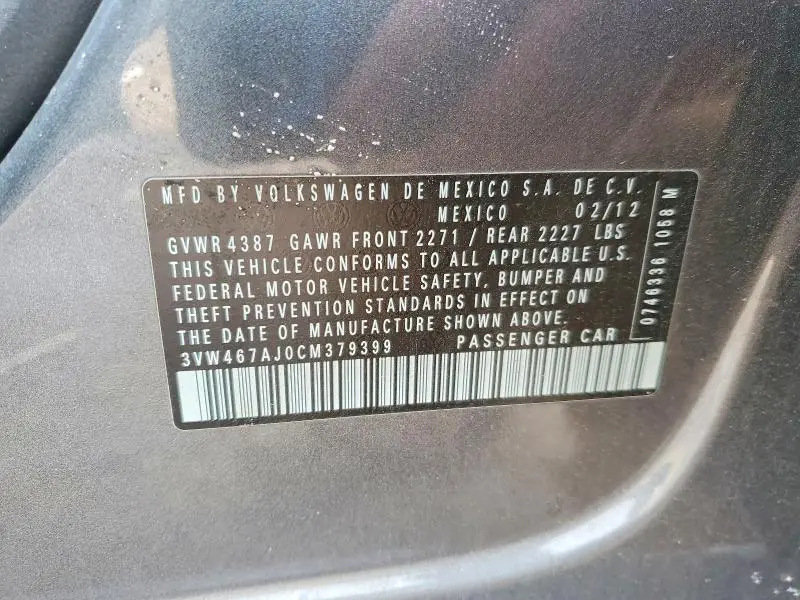 MFD BY VOLKSWAGEN DE MEXICO S.A. DE C.V.
MEXICO 02/12
GVWR 4387 GAWR FRONT 2271 / REAR 2227 LBS
THIS VEHICLE CONFORMS TO ALL APPLICABLE U.S.
FEDERAL MOTOR VEHICLE SAFETY, BUMPER AND
THEFT PREVENTION STANDARDS IN EFFECT ON
THE DATE OF MANUFACTURE SHOWN ABOVE.
3VW467AJ0CM379399 PASSENGER CAR
0746336 1058 M